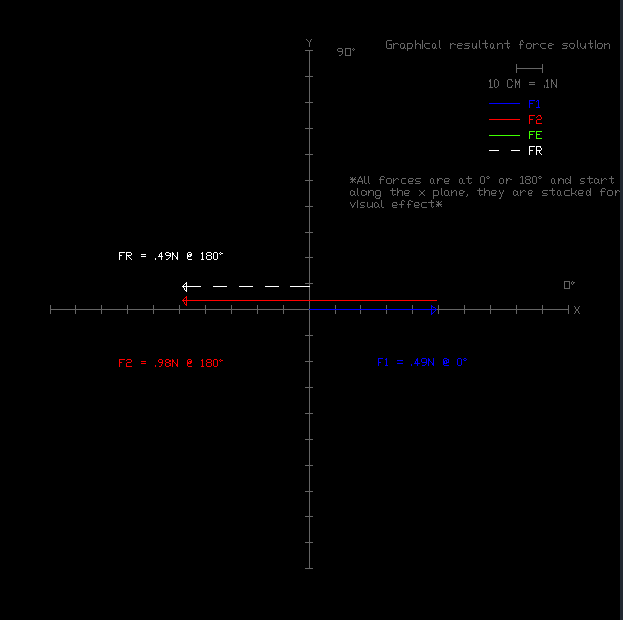 Y
90°
Graphical resultant force solution
10 CM = .1N
F1
F2
FE
FR
*All forces are at 0° or 180° and start
along the x plane, they are stacked for
visual effect*
FR = .49N @ 180°
0°
X
F2 = .98N @ 180°
F1 = .49N @ 0°